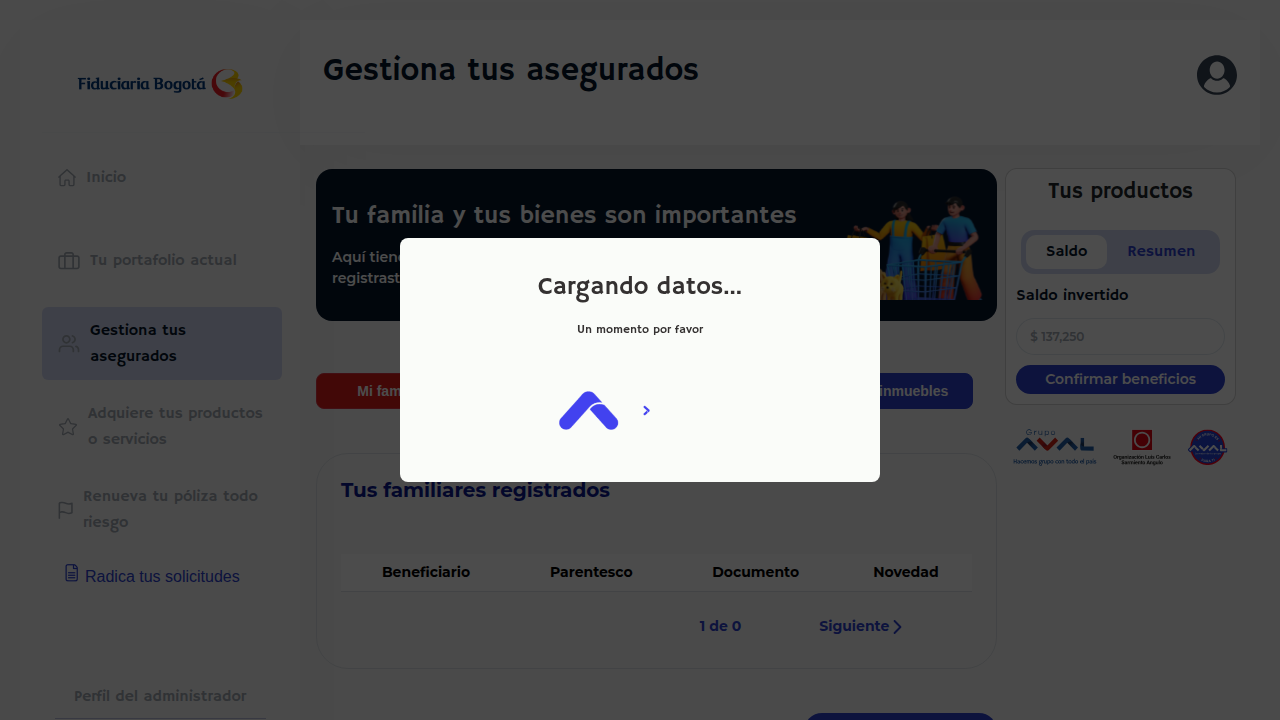 Fiduciaria Bogotá
Gestiona tus asegurados
Inicio
Tu portafolio actual
Gestiona tus
asegurados
Adquiere tus productos
o servicios
Renueva tu póliza todo
riesgo
Radica tus solicitudes
Perfil del administrador
Tu familia y tus bienes son importantes
Aquí
registrast
Cargando datos...
Un momento por favor
Mi fam
inmuebles
Tus familiares registrados
Beneficiario Parentesco Documento Novedad
1 de 0 Siguiente
Tus productos
Saldo Resumen
Saldo invertido
$ 137,250
Confirmar beneficios
Grupo
AVAL
Hacemos grupo con todo el país
Organización Luis Carlos
Sarmiento Angulo
AVAL